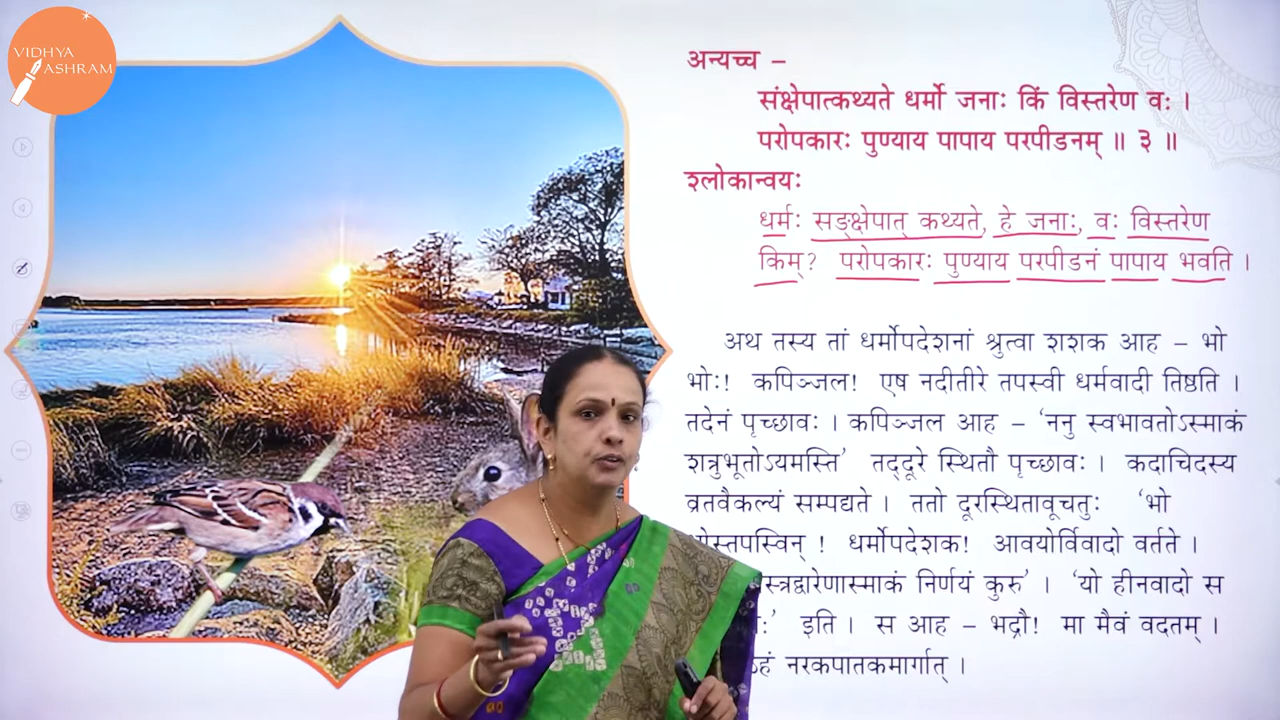 VIDHYA
ASHRAM
अन्यच्च –
संक्षेपात्कथ्यते धर्मो जनाः किं विस्तरेण वः ।
परोपकारः पुण्याय पापाय परपीडनम् ॥ ३ ॥
श्लोकान्वयः
धर्मः सङ्क्षेपात् कथ्यते, हे जनाः, वः विस्तरेण
किम्? परोपकारः पुण्याय परपीडनं पापाय भवति ।
अथ तस्य तां धर्मोपदेशनां श्रुत्वा शशक आह – भो
भोः! कपिञ्जल! एष नदीतीरे तपस्वी धर्मवादी तिष्ठति ।
तदेनं पृच्छावः । कपिञ्जल आह – ‘ननु स्वभावतोऽस्माकं
शत्रुभूतोऽयमस्ति’ तद्दूरे स्थितौ पृच्छावः । कदाचिदस्य
व्रतवैकल्यं सम्पद्यते । ततो दूरस्थितावूचतुः ‘भो
स्तपस्विन् ! धर्मोपदेशक! आवयोर्विवादो वर्तते ।
स्त्रद्वारेणास्माकं निर्णयं कुरु’ । ‘यो हीनवादो स
’ इति । स आह – भद्रौ! मा मैवं वदतम् ।
हं नरकपातकमार्गात् ।